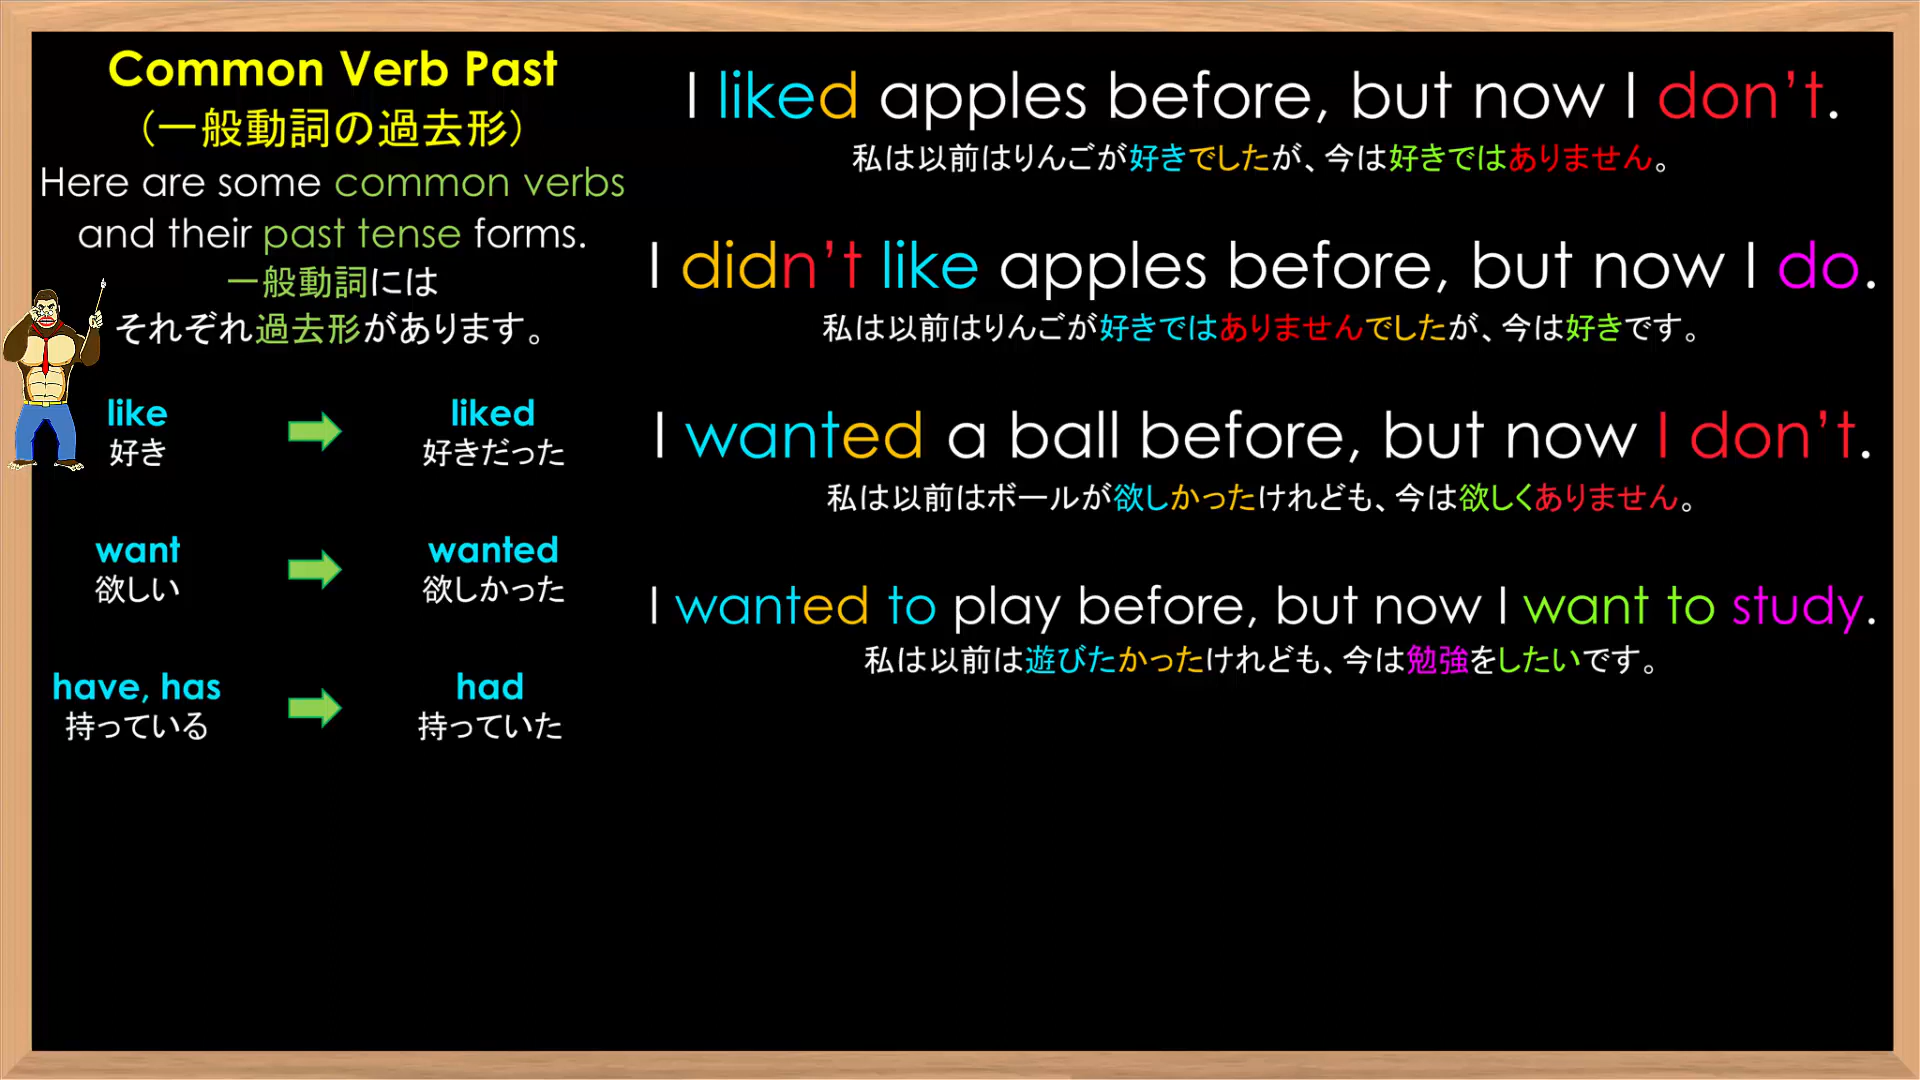 Common Verb Past
（一般動詞の過去形）
Here are some common verbs
and their past tense forms.
一般動詞には
それぞれ過去形があります。
like
好き
liked
好きだった
want
欲しい
wanted
欲しかった
have, has
持っている
had
持っていた
I liked apples before, but now I don’t.
私は以前はりんごが好きでしたが、今は好きではありません。
I didn’t like apples before, but now I do.
私は以前はりんごが好きではありませんでしたが、今は好きです。
I wanted a ball before, but now I don’t.
私は以前はボールが欲しかったけれども、今は欲しくありません。
I wanted to play before, but now I want to study.
私は以前は遊びたかったけれども、今は勉強をしたいです。